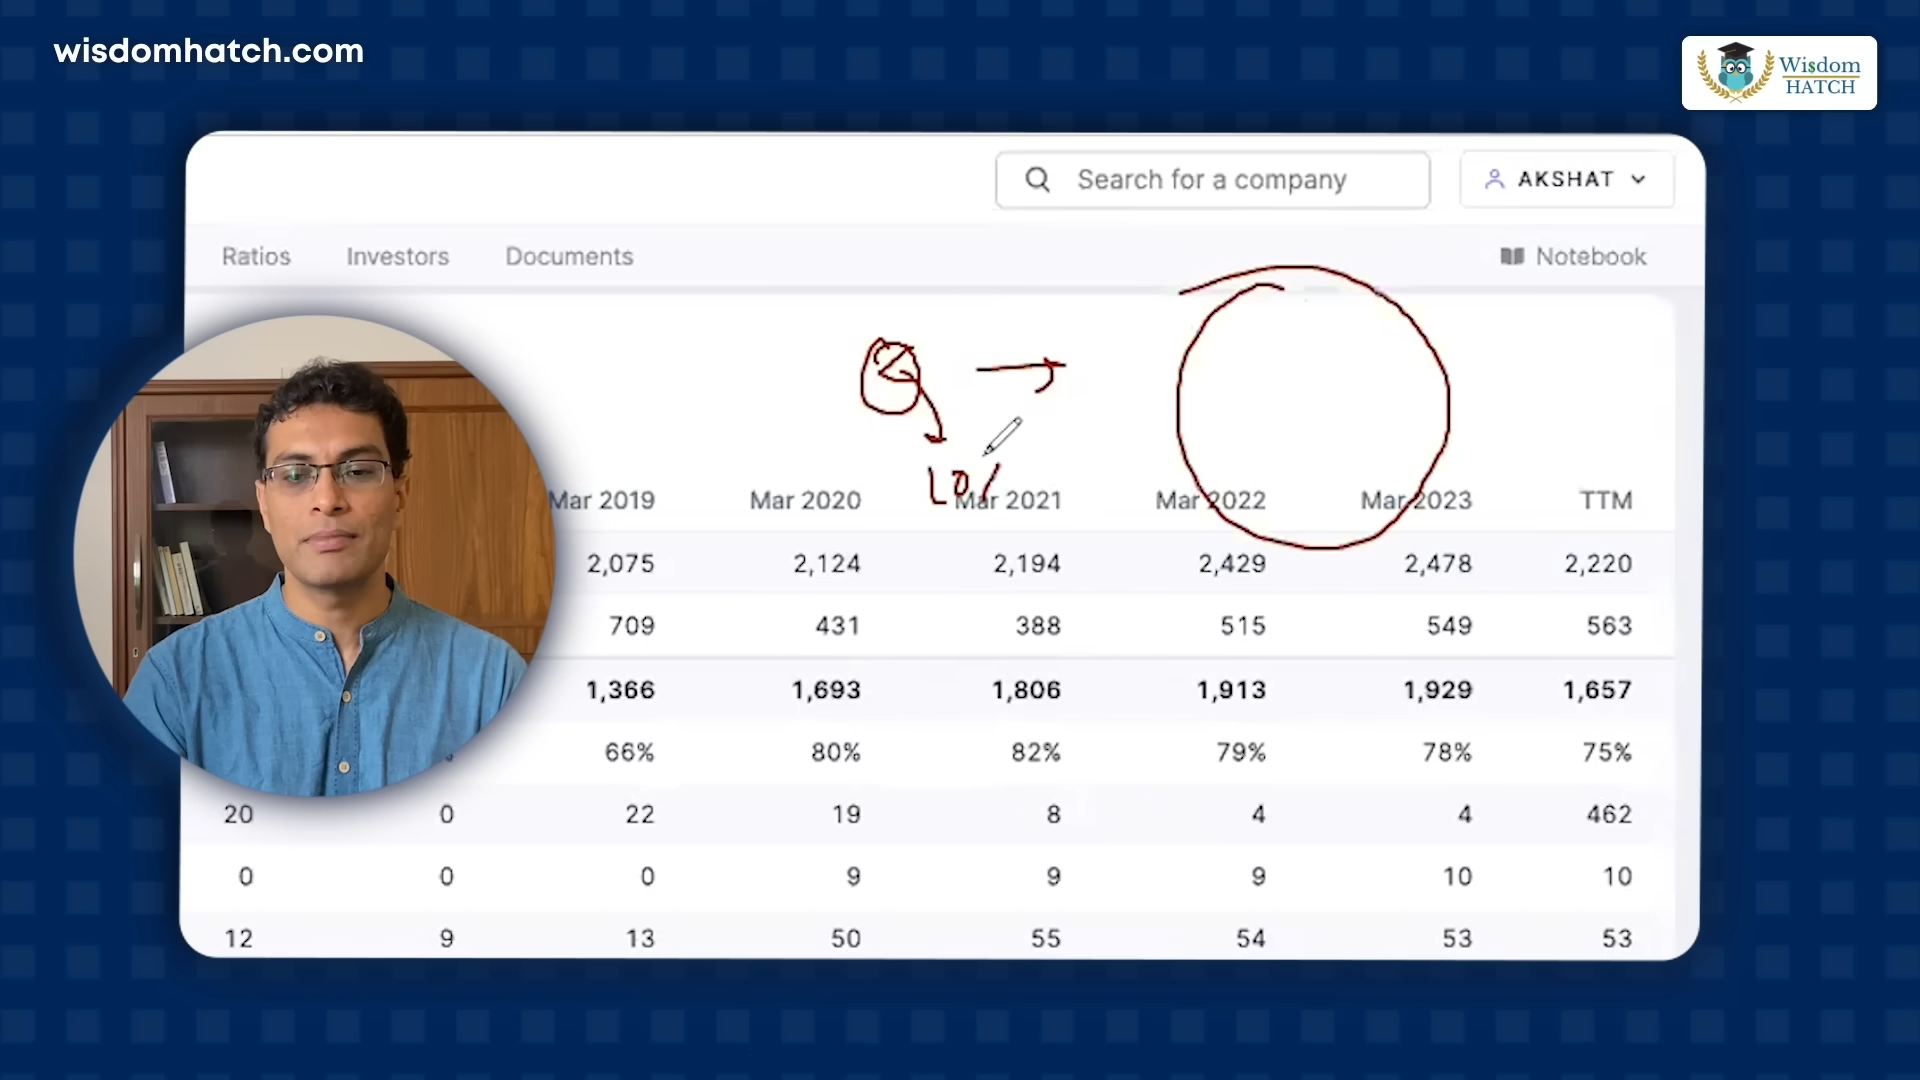 wisdomhatch.com
Wisdom
HATCH
Search for a company
AKSHAT
Ratios Investors Documents Notebook
10%
Mar 2019 Mar 2020 Mar 2021 Mar 2022 Mar 2023 TTM
2,075 2,124 2,194 2,429 2,478 2,220
709 431 388 515 549 563
1,366 1,693 1,806 1,913 1,929 1,657
66% 80% 82% 79% 78% 75%
20 0 22 19 8 4 4 462
0 0 0 9 9 9 10 10
12 9 13 50 55 54 53 53